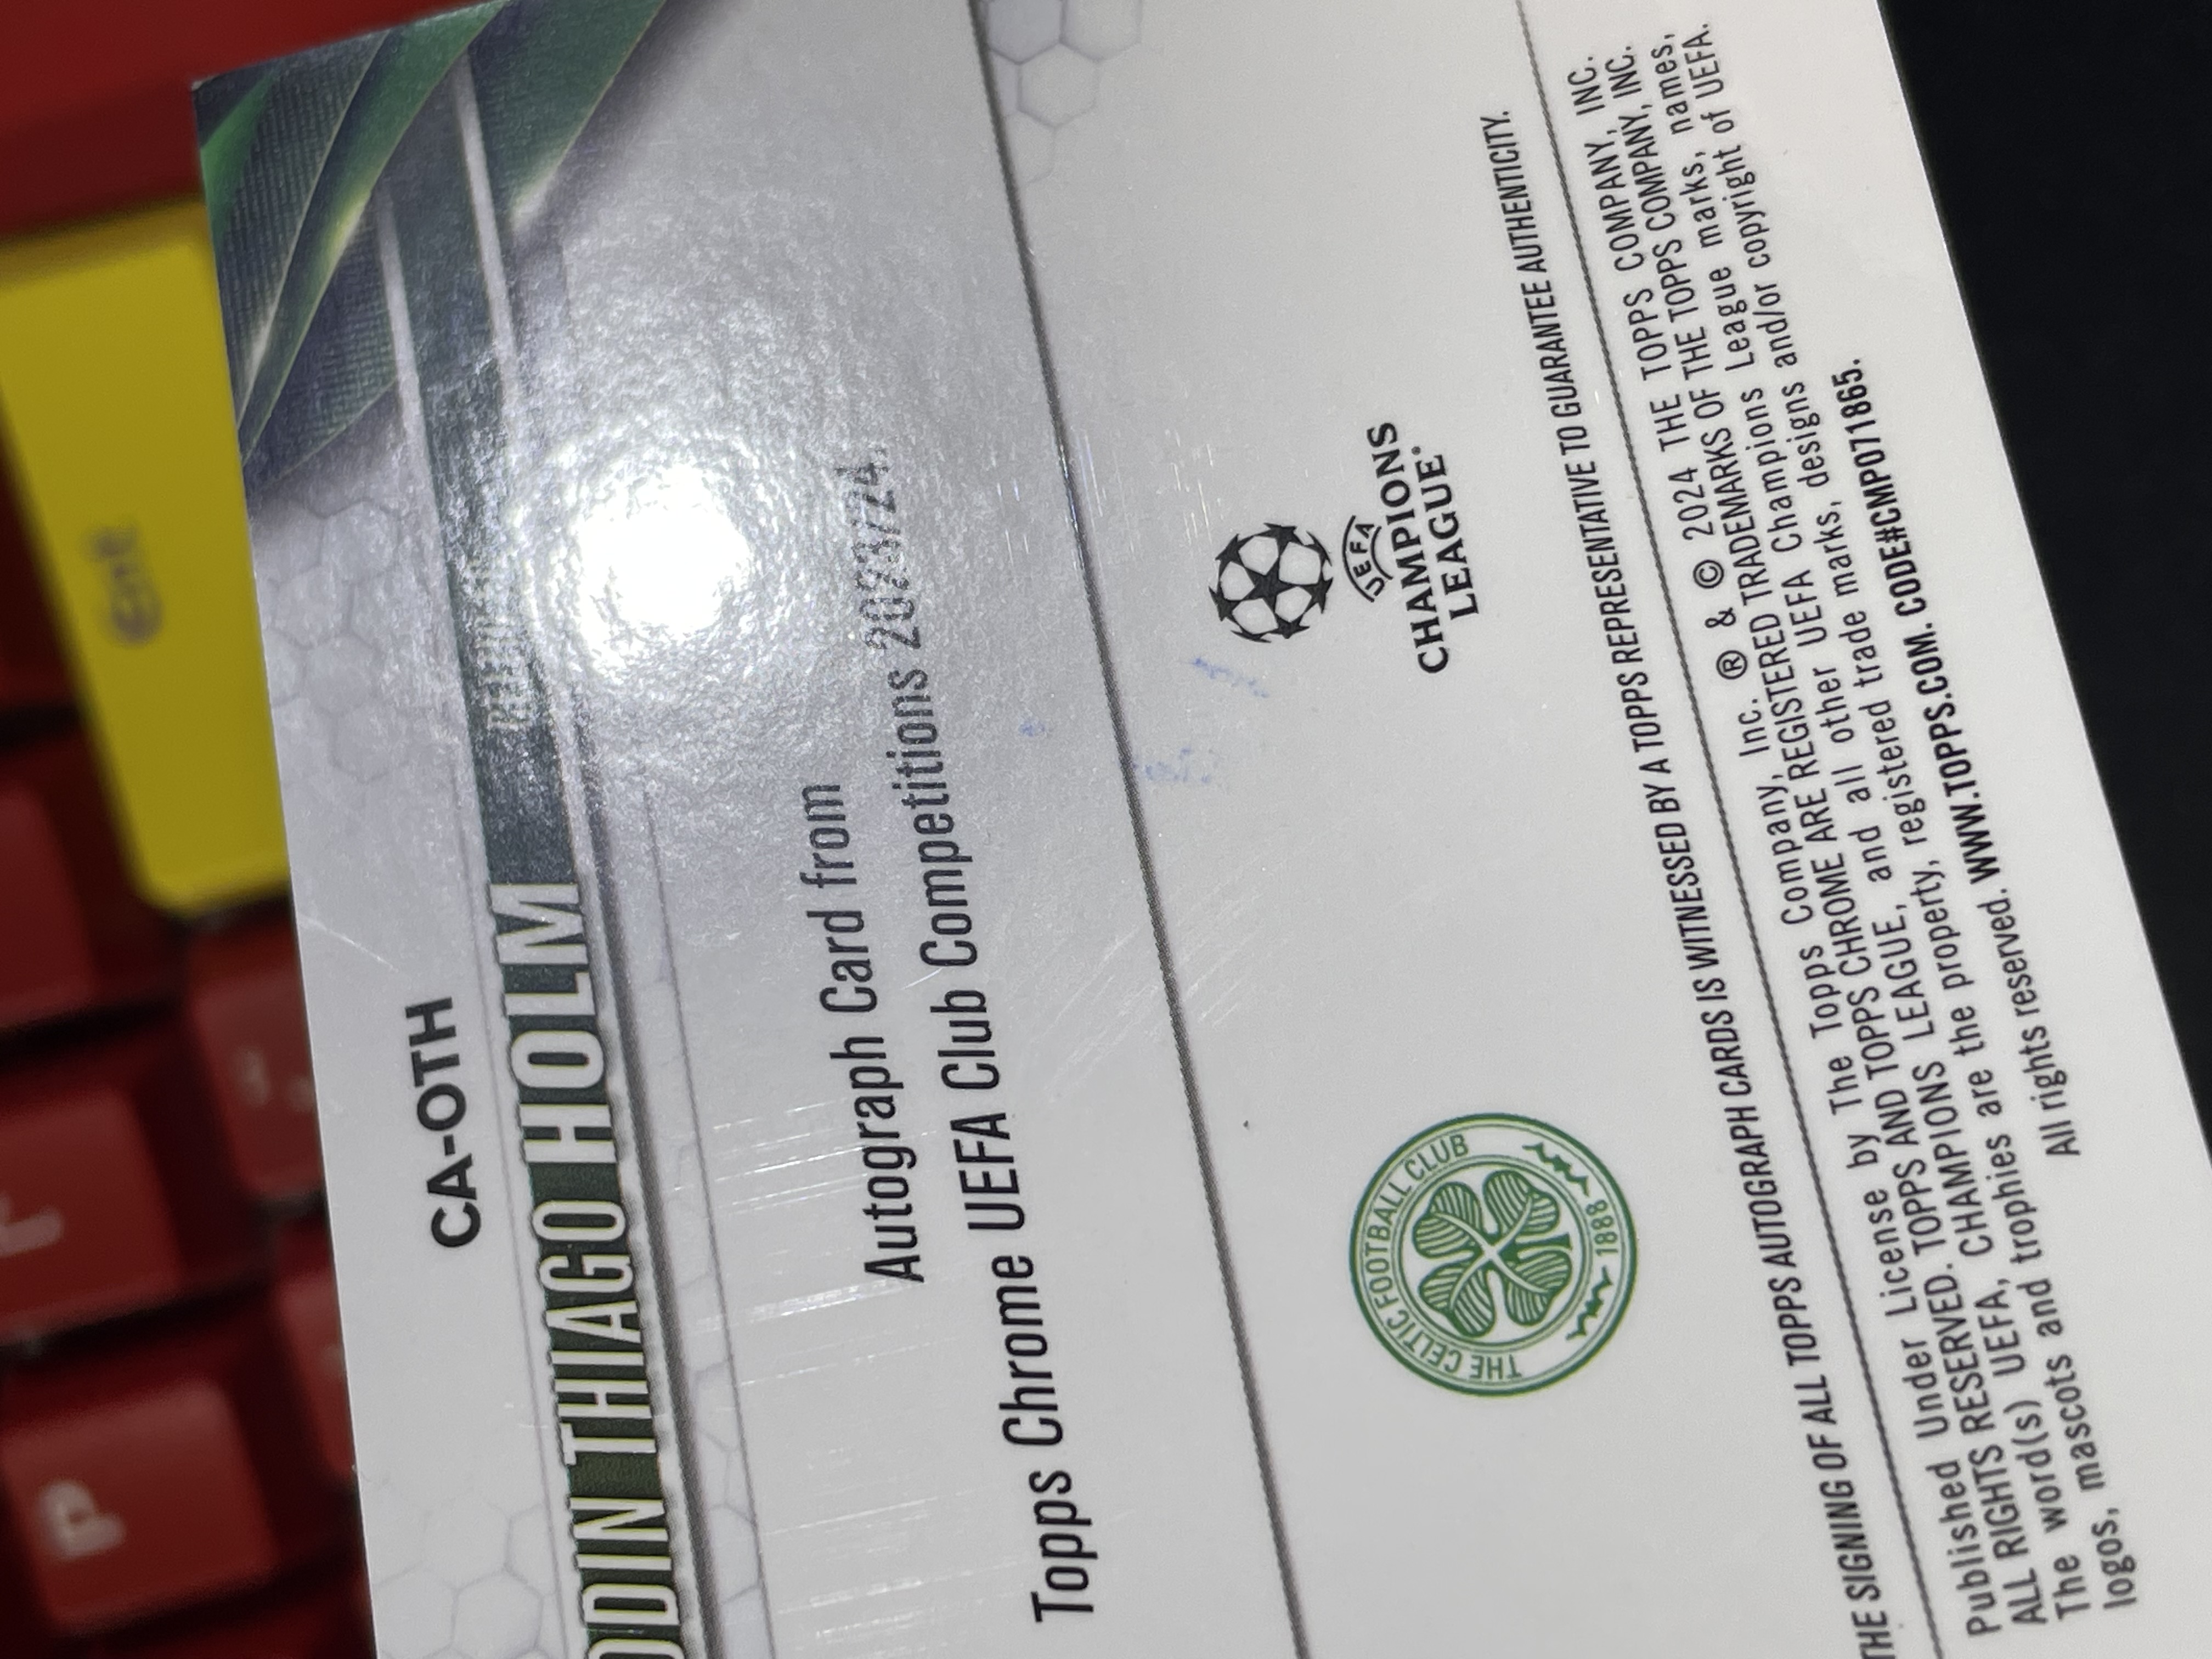 CA-OTH
ODIN THIAGO HOLM
Autograph Card from
Topps Chrome UEFA Club Competitions 2023/24.
THE CELTIC FOOTBALL CLUB
1888
UEFA
CHAMPIONS
LEAGUE
THE SIGNING OF ALL TOPPS AUTOGRAPH CARDS IS WITNESSED BY A TOPPS REPRESENTATIVE TO GUARANTEE AUTHENTICITY.
Published Under License by The Topps Company, Inc. ® & © 2024 THE TOPPS COMPANY, INC.
ALL RIGHTS RESERVED. TOPPS AND TOPPS CHROME ARE REGISTERED TRADEMARKS OF THE TOPPS COMPANY, INC.
The word(s) UEFA, CHAMPIONS LEAGUE, and all other UEFA Champions League marks, names,
logos, mascots and trophies are the property, registered trade marks, designs and/or copyright of UEFA.
All rights reserved. WWW.TOPPS.COM. CODE#CMP071865.
P